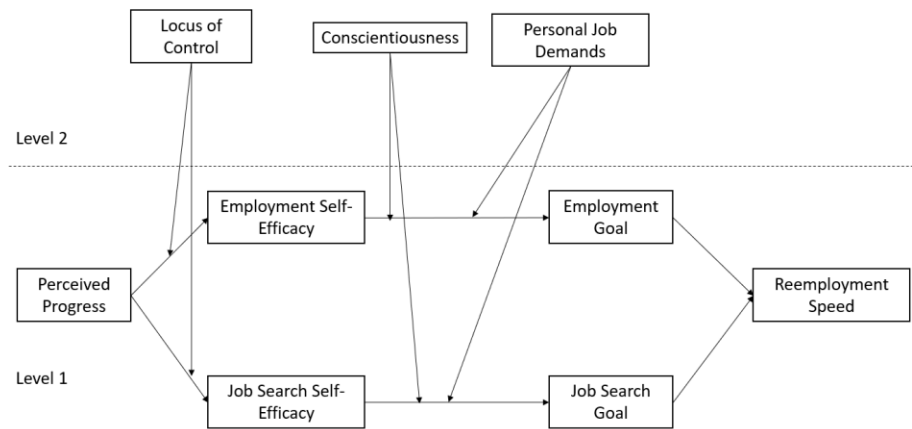 Locus of
Control
Conscientiousness
Personal Job
Demands
Level 2
Employment Self-
Efficacy
Employment
Goal
Perceived
Progress
Reemployment
Speed
Level 1
Job Search Self-
Efficacy
Job Search
Goal